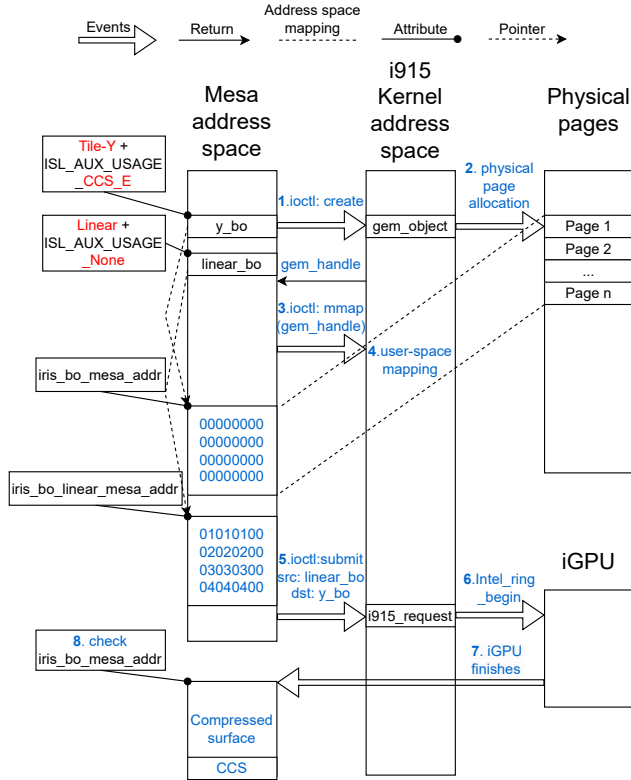 Events
Return
Address space
mapping
Attribute
Pointer
Mesa
address
space
i915
Kernel
address
space
Physical
pages
Tile-Y +
ISL_AUX_USAGE
_CCS_E
1.ioctl: create
2. physical
page
allocation
y_bo
gem_object
Page 1
Linear +
ISL_AUX_USAGE
_None
linear_bo
gem_handle
Page 2
...
Page n
3.ioctl: mmap
(gem_handle)
4.user-space
mapping
iris_bo_mesa_addr
00000000
00000000
00000000
00000000
iris_bo_linear_mesa_addr
01010100
02020200
03030300
04040400
5.ioctl:submit
src: linear_bo
dst: y_bo
i915_request
6.Intel_ring
_begin
iGPU
7. iGPU
finishes
8. check
iris_bo_mesa_addr
Compressed
surface
CCS